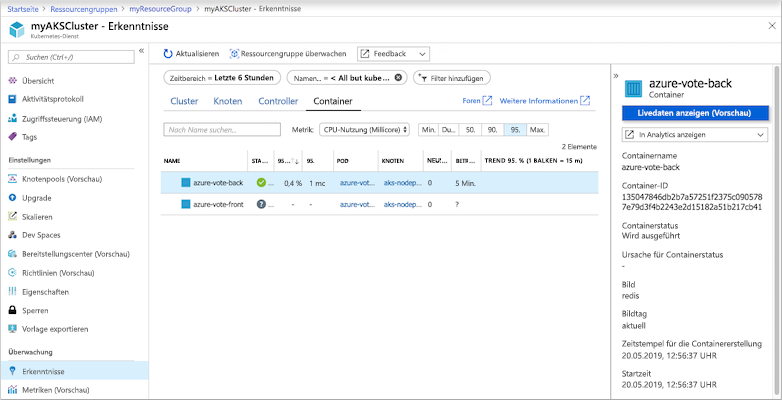 Startseite > Ressourcengruppen > myResourceGroup > myAKSCluster - Erkenntnisse
myAKSCluster - Erkenntnisse
Kubernetes-Dienst
Suchen (Ctrl+/)
Übersicht
Aktivitätsprotokoll
Zugriffssteuerung (IAM)
Tags
Einstellungen
Knotenpools (Vorschau)
Upgrade
Skalieren
Dev Spaces
Bereitstellungscenter (Vorschau)
Richtlinien (Vorschau)
Eigenschaften
Sperren
Vorlage exportieren
Überwachung
Erkenntnisse
Metriken (Vorschau)
Aktualisieren
Ressourcengruppe überwachen
Feedback
Zeitbereich = Letzte 6 Stunden
Namen... = < All but kube...
Filter hinzufügen
Cluster
Knoten
Controller
Container
Foren
Weitere Informationen
Nach Name suchen...
Metrik:
CPU-Nutzung (Millicore)
Min. Du... 50. 90. 95. Max.
2 Elemente
NAME STA... 95.... 95. POD KNOTEN NEU... BETR... TREND 95. % (1 BALKEN = 15 m)
azure-vote-back 0,4 % 1 mc azure-vot... aks-nodep... 0 5 Min.
azure-vote-front - - azure-vot... aks-nodep... 0 ?
azure-vote-back
Container
Livedaten anzeigen (Vorschau)
In Analytics anzeigen
Containername
azure-vote-back
Container-ID
135047846db2b7a57251f2375c090578
7e79d3f4b2243e2d15182a51b217cb41
Containerstatus
Wird ausgeführt
Ursache für Containerstatus
-
Bild
redis
Bildtag
aktuell
Zeitstempel für die Containererstellung
20.05.2019, 12:56:37 UHR
Startzeit
20.05.2019, 12:56:37 UHR